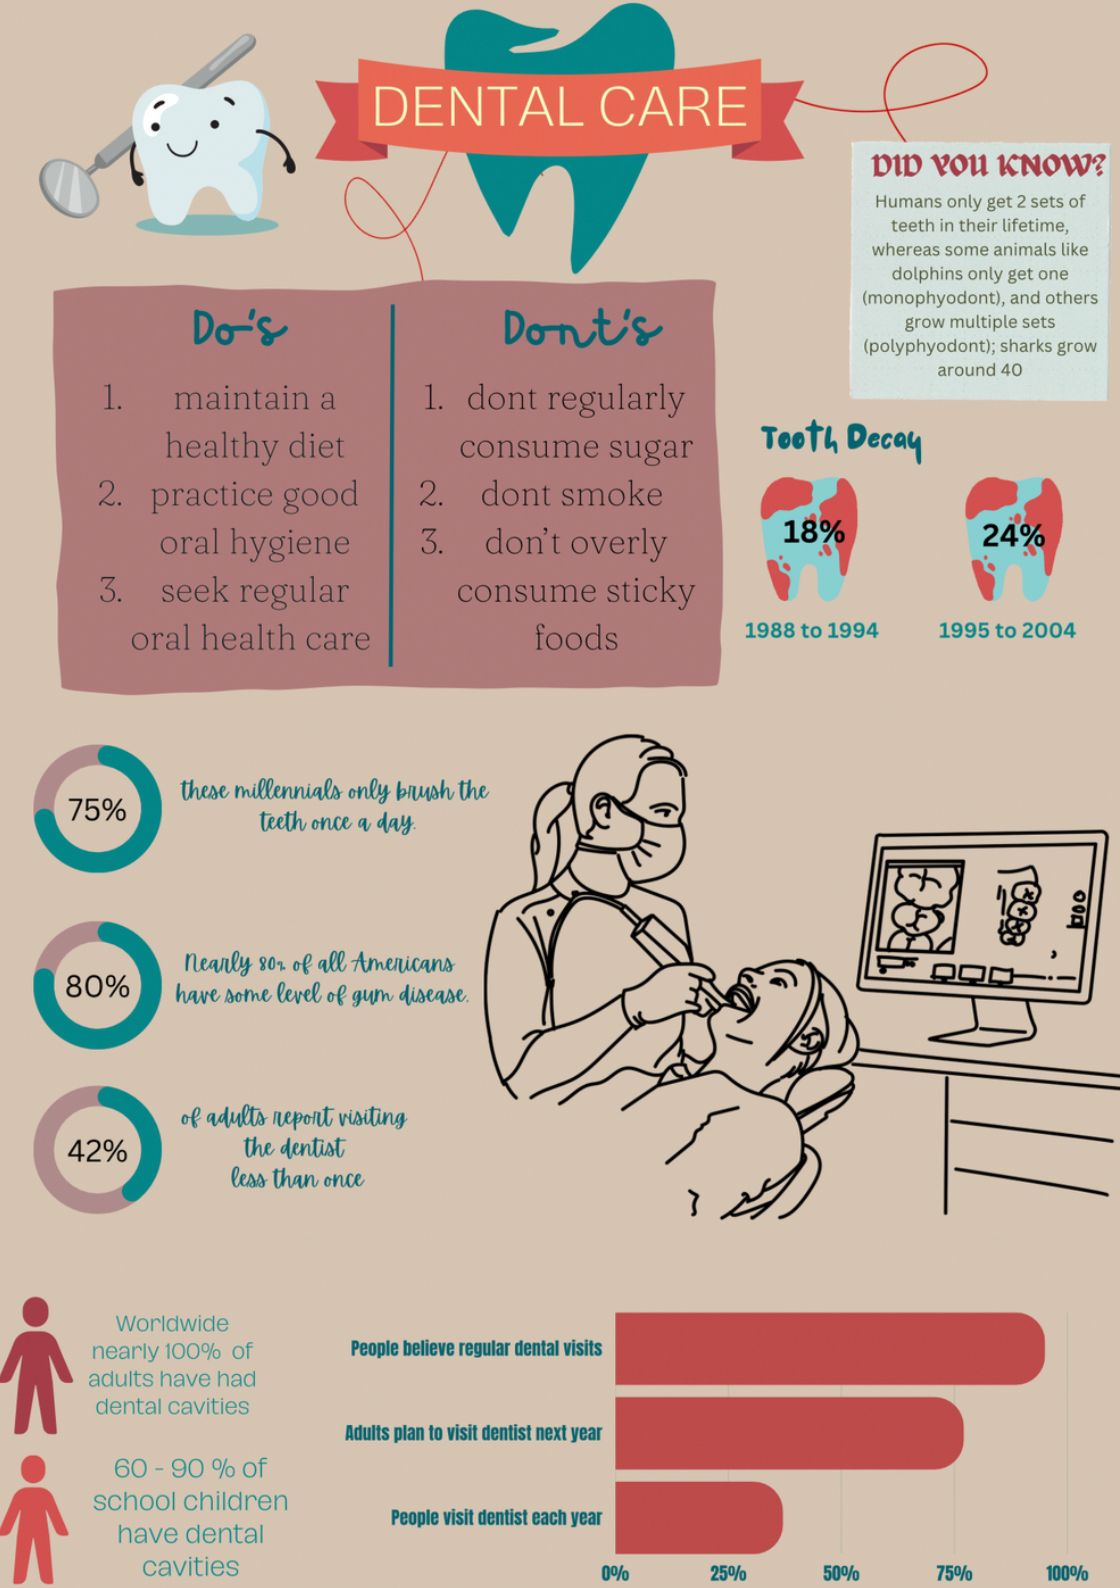 DENTAL CARE
DID YOU KNOW?
Humans only get 2 sets of
teeth in their lifetime,
whereas some animals like
dolphins only get one
(monophyodont), and others
grow multiple sets
(polyphyodont); sharks grow
around 40
Do's
1. maintain a
healthy diet
2. practice good
oral hygiene
3. seek regular
oral health care
Dont's
1. dont regularly
consume sugar
2. dont smoke
3. don't overly
consume sticky
foods
Tooth Decay
18%
1988 to 1994
24%
1995 to 2004
75%
these millennials only brush the
teeth once a day.
80%
Nearly 80% of all Americans
have some level of gum disease.
42%
of adults report visiting
the dentist
less than once
Worldwide
nearly 100% of
adults have had
dental cavities
60 - 90 % of
school children
have dental
cavities
People believe regular dental visits
Adults plan to visit dentist next year
People visit dentist each year
0% 25% 50% 75% 100%